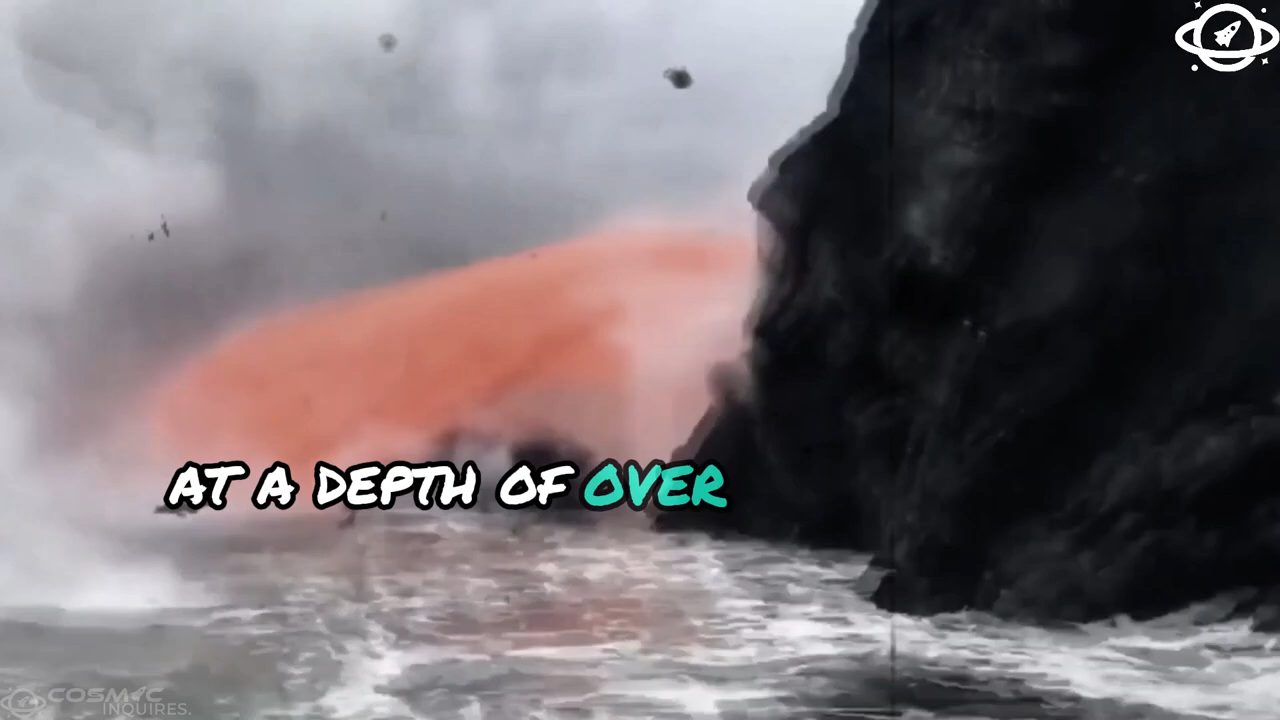 AT A DEPTH OF OVER
COSMIC
INQUIRES.